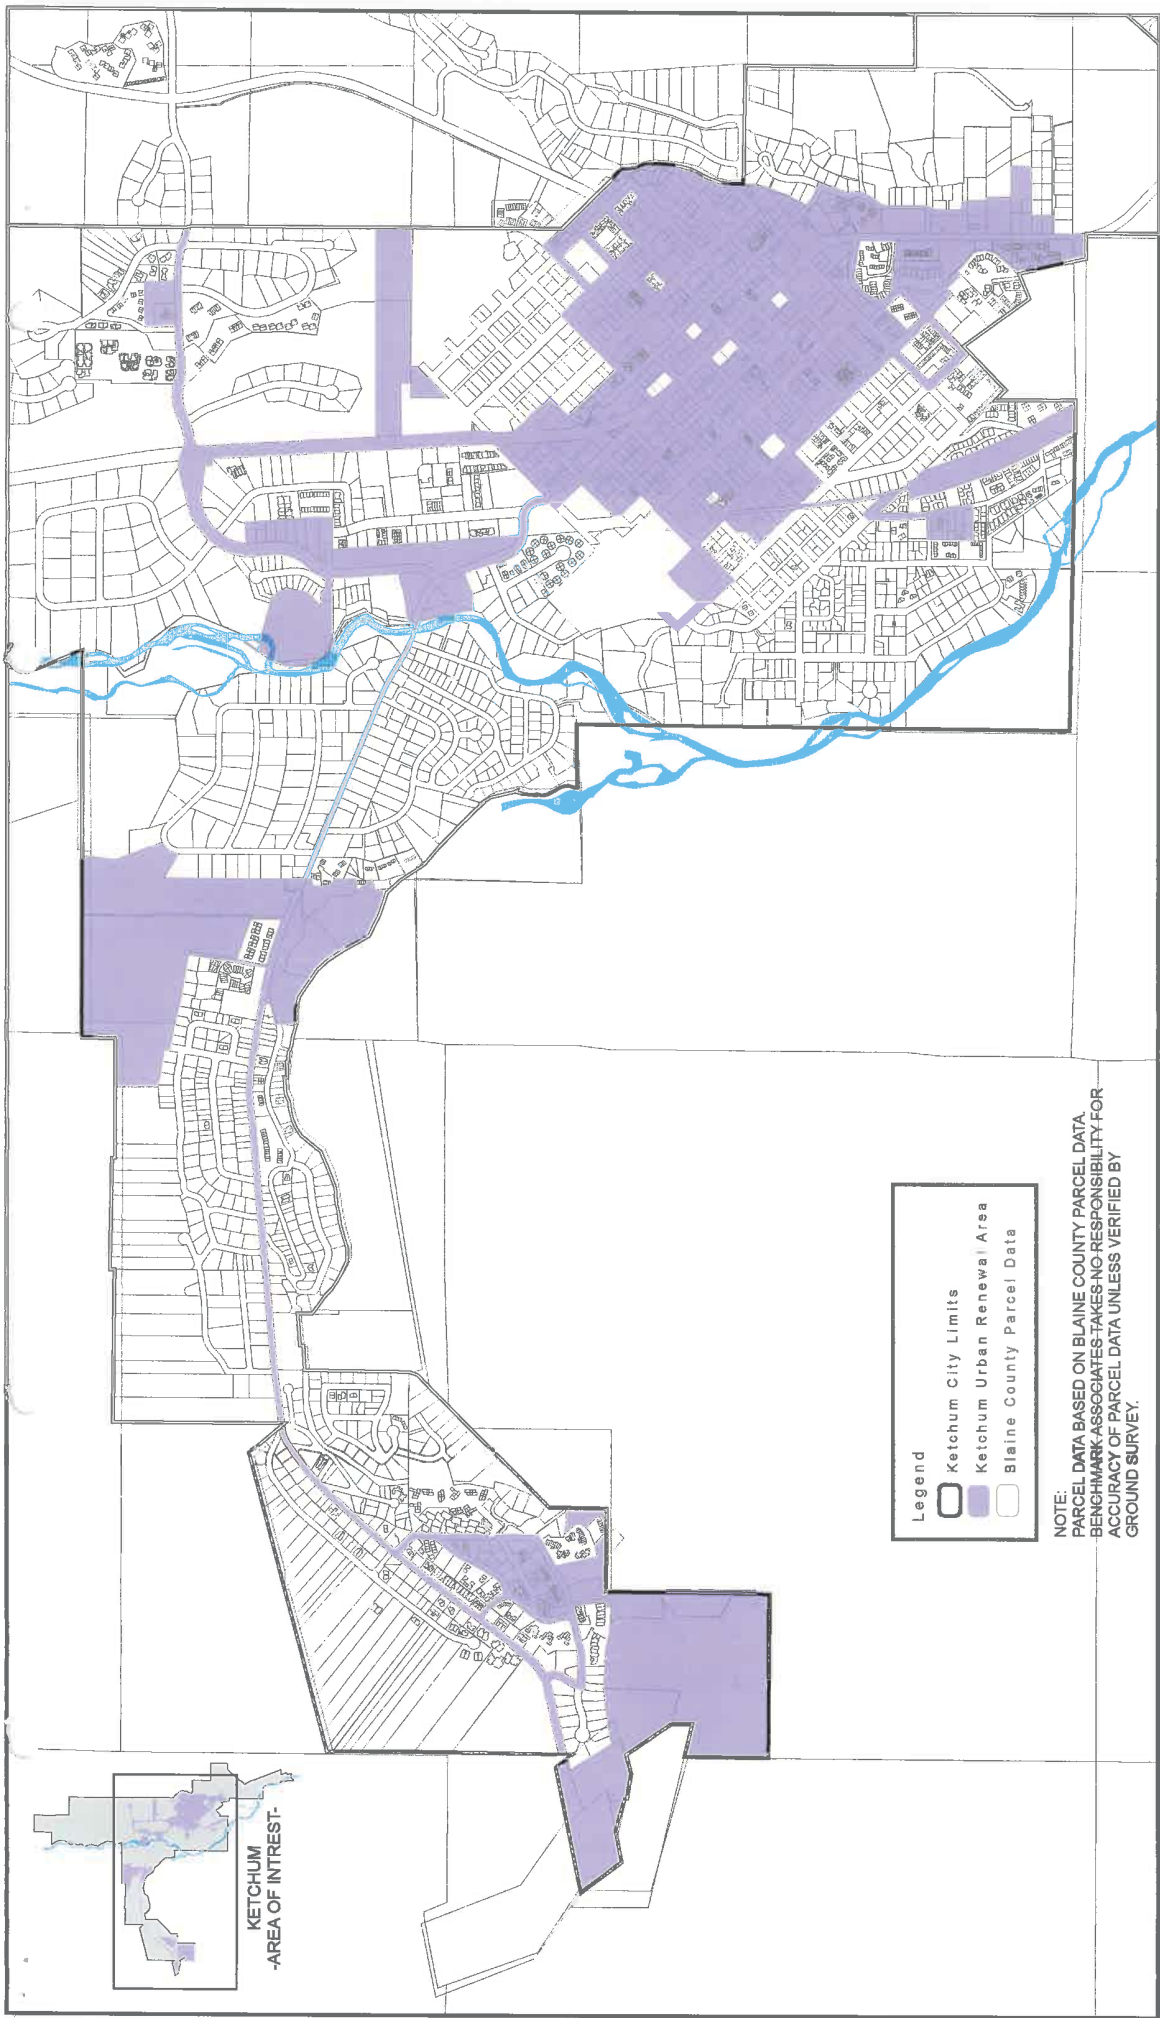 KETCHUM
-AREA OF INTREST-
Legend
Ketchum City Limits
Ketchum Urban Renewal Area
Blaine County Parcel Data
NOTE:
PARCEL DATA BASED ON BLAINE COUNTY PARCEL DATA.
BENCHMARK ASSOCIATES TAKES NO RESPONSIBILITY FOR
ACCURACY OF PARCEL DATA UNLESS VERIFIED BY
GROUND SURVEY.